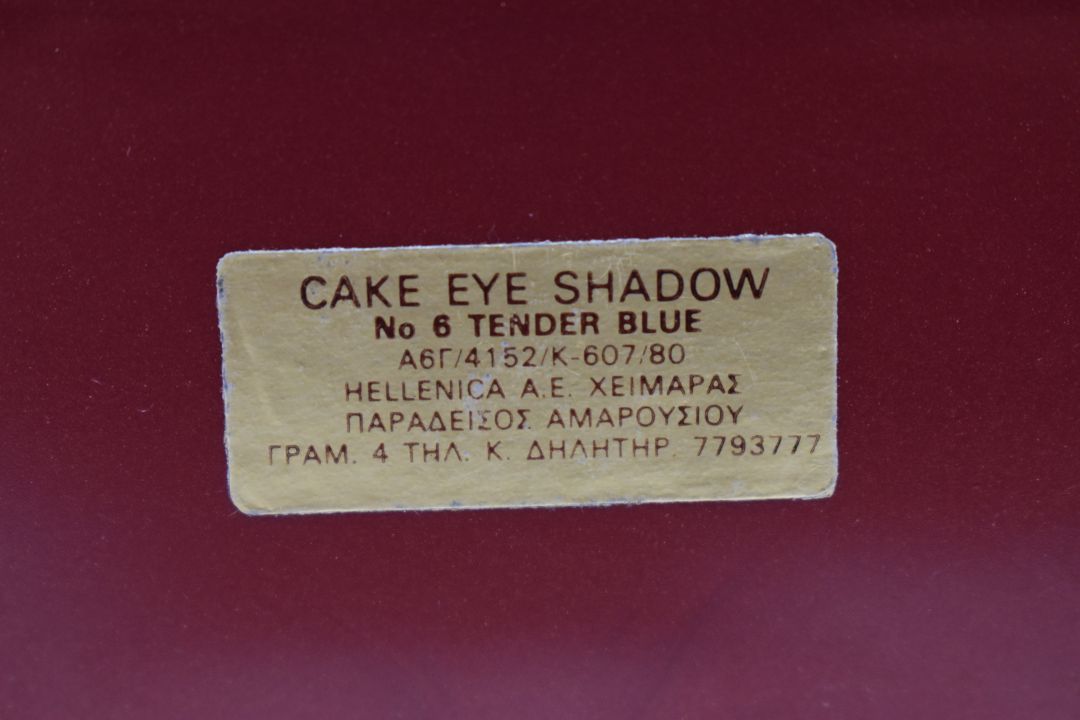 CAKE EYE SHADOW
No 6 TENDER BLUE
Α6Γ/4152/Κ-607/80
HELLENICA Α.Ε. ΧΕΙΜΑΡΑΣ
ΠΑΡΑΔΕΙΣΟΣ ΑΜΑΡΟΥΣΙΟΥ
ΓΡΑΜ. 4 ΤΗΛ. Κ. ΔΗΛΗΤΗΡ. 7793777